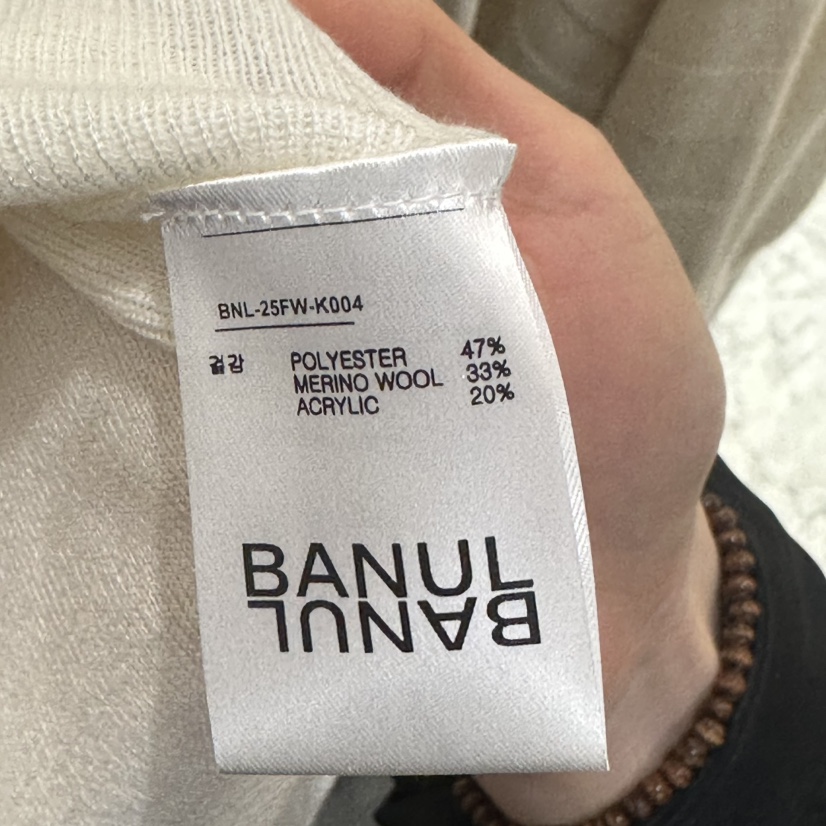 BNL-25FW-K004
겉감 POLYESTER 47%
MERINO WOOL 33%
ACRYLIC 20%
BANUL
BANUL